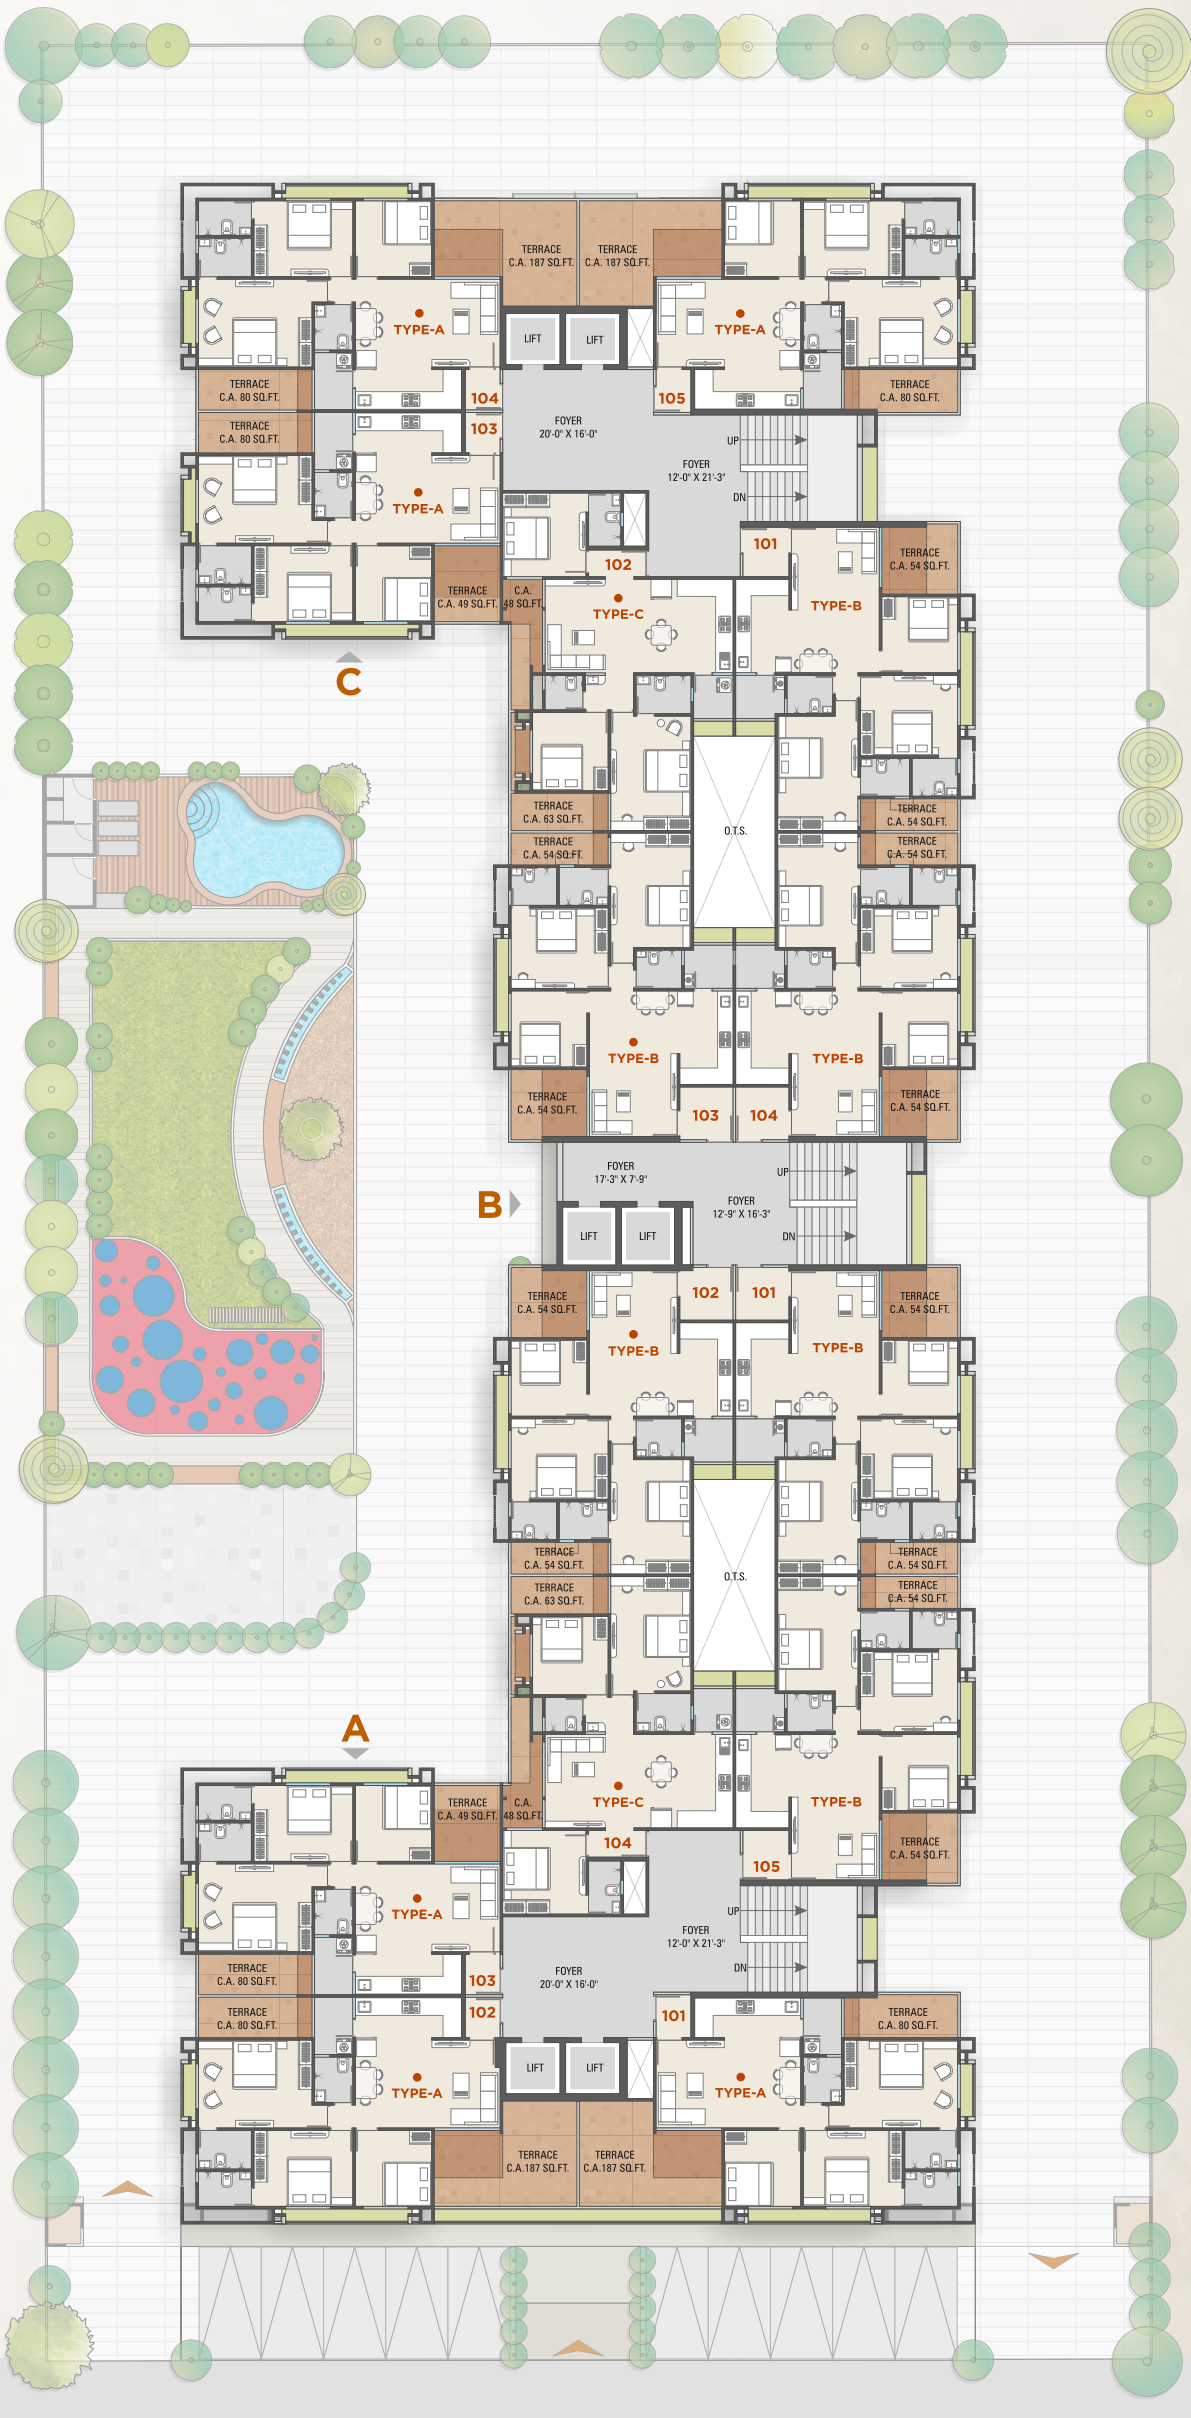 TERRACE
C.A. 187 SQ.FT.
TERRACE
C.A. 187 SQ.FT.
TYPE-A
LIFT
LIFT
TYPE-A
TERRACE
C.A. 80 SQ.FT.
104
105
TERRACE
C.A. 80 SQ.FT.
TERRACE
C.A. 80 SQ.FT.
103
FOYER
20'-0" X 16'-0"
UP
FOYER
12'-0" X 21'-3"
DN
TYPE-A
101
102
TERRACE
C.A. 54 SQ.FT.
TERRACE
C.A. 49 SQ.FT.
C.A.
48 SQ.FT.
TYPE-C
TYPE-B
C
TERRACE
C.A. 63 SQ.FT.
TERRACE
C.A. 54 SQ.FT.
O.T.S.
TERRACE
C.A. 54 SQ.FT.
TERRACE
C.A. 54 SQ.FT.
TYPE-B
TYPE-B
TERRACE
C.A. 54 SQ.FT.
103
104
TERRACE
C.A. 54 SQ.FT.
FOYER
17'-3" X 7'-9"
UP
B
FOYER
12'-9" X 16'-3"
LIFT
LIFT
DN
TERRACE
C.A. 54 SQ.FT.
102
101
TERRACE
C.A. 54 SQ.FT.
TYPE-B
TYPE-B
TERRACE
C.A. 54 SQ.FT.
TERRACE
C.A. 63 SQ.FT.
O.T.S.
TERRACE
C.A. 54 SQ.FT.
TERRACE
C.A. 54 SQ.FT.
A
TERRACE
C.A. 49 SQ.FT.
C.A.
48 SQ.FT.
TYPE-C
TYPE-B
104
105
TERRACE
C.A. 54 SQ.FT.
TYPE-A
UP
FOYER
12'-0" X 21'-3"
DN
TERRACE
C.A. 80 SQ.FT.
103
FOYER
20'-0" X 16'-0"
TERRACE
C.A. 80 SQ.FT.
102
101
TERRACE
C.A. 80 SQ.FT.
LIFT
LIFT
TYPE-A
TYPE-A
TERRACE
C.A.187 SQ.FT.
TERRACE
C.A.187 SQ.FT.